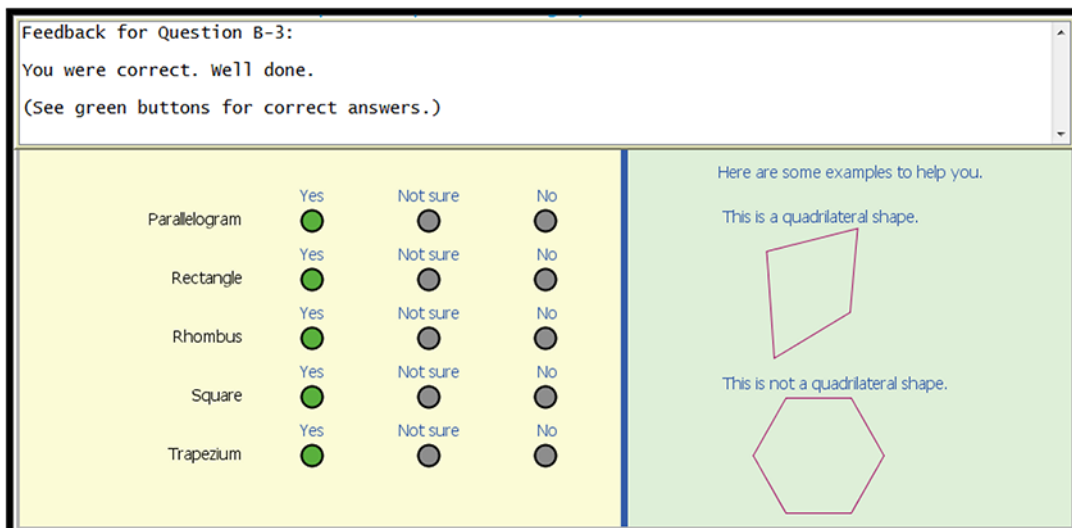 Feedback for Question B-3:
You were correct. Well done.
(See green buttons for correct answers.)
Yes Not sure No
Parallelogram
Yes Not sure No
Rectangle
Yes Not sure No
Rhombus
Yes Not sure No
Square
Yes Not sure No
Trapezium
Here are some examples to help you.
This is a quadrilateral shape.
This is not a quadrilateral shape.